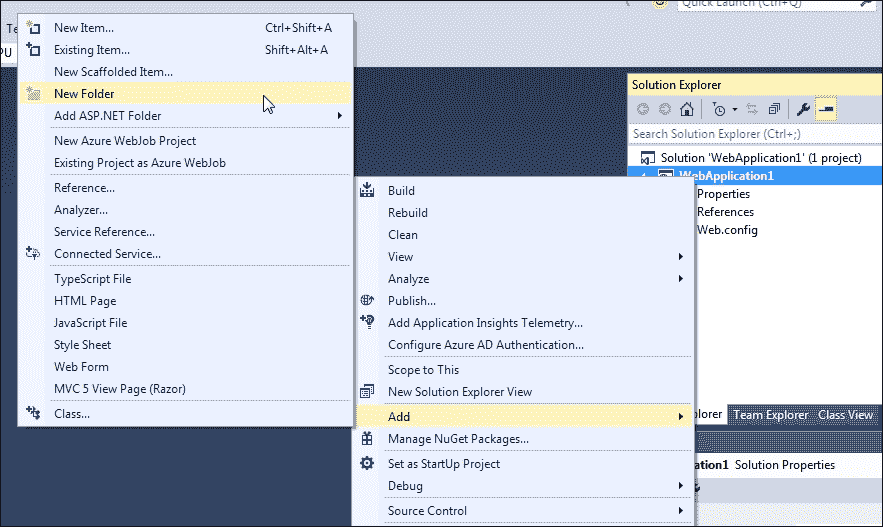 Quick Launch (Ctrl+Q)
Te
PU
New Item... Ctrl+Shift+A
Existing Item... Shift+Alt+A
New Scaffolded Item...
New Folder
Add ASP.NET Folder
New Azure WebJob Project
Existing Project as Azure WebJob
Reference...
Analyzer...
Service Reference...
Connected Service...
TypeScript File
HTML Page
JavaScript File
Style Sheet
Web Form
MVC 5 View Page (Razor)
Class...
Build
Rebuild
Clean
View
Analyze
Publish...
Add Application Insights Telemetry...
Configure Azure AD Authentication...
Scope to This
New Solution Explorer View
Add
Manage NuGet Packages...
Set as StartUp Project
Debug
Source Control
Solution Explorer
Search Solution Explorer (Ctrl+;)
Solution 'WebApplication1' (1 project)
WebApplication1
Properties
References
Web.config
plorer Team Explorer Class View
ation1 Solution Properties